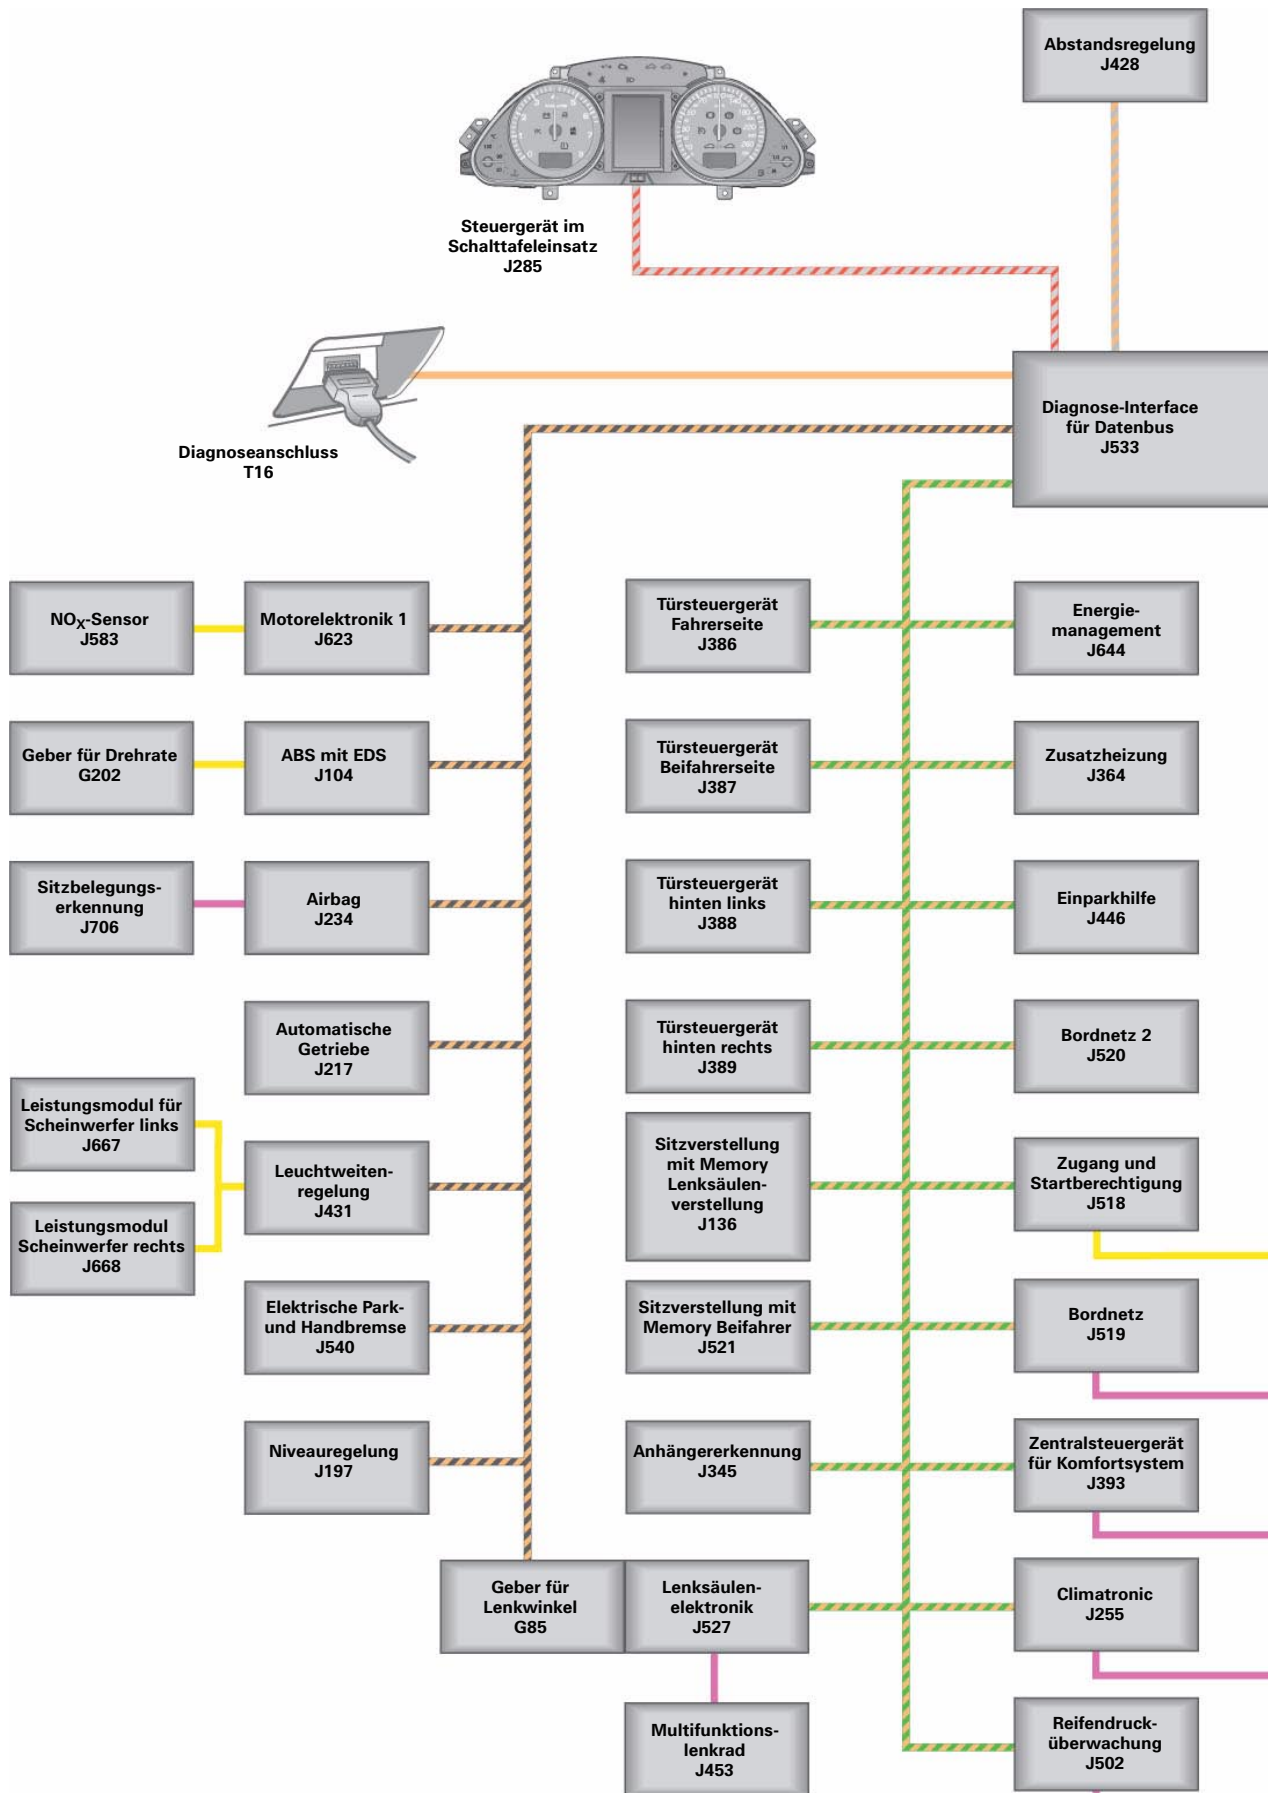 Abstandsregelung
J428
Steuergerät im
Schalttafeleinsatz
J285
Diagnose-Interface
für Datenbus
J533
Diagnoseanschluss
T16
NOX-Sensor
J583
Motorelektronik 1
J623
Türsteuergerät
Fahrerseite
J386
Energie-
management
J644
Geber für Drehrate
G202
ABS mit EDS
J104
Türsteuergerät
Beifahrerseite
J387
Zusatzheizung
J364
Sitzbelegungs-
erkennung
J706
Airbag
J234
Türsteuergerät
hinten links
J388
Einparkhilfe
J446
Automatische
Getriebe
J217
Türsteuergerät
hinten rechts
J389
Bordnetz 2
J520
Leistungsmodul für
Scheinwerfer links
J667
Leistungsmodul
Scheinwerfer rechts
J668
Leuchtweiten-
regelung
J431
Sitzverstellung
mit Memory
Lenksäulen-
verstellung
J136
Zugang und
Startberechtigung
J518
Elektrische Park-
und Handbremse
J540
Sitzverstellung mit
Memory Beifahrer
J521
Bordnetz
J519
Niveauregelung
J197
Anhängererkennung
J345
Zentralsteuergerät
für Komfortsystem
J393
Geber für
Lenkwinkel
G85
Lenksäulen-
elektronik
J527
Climatronic
J255
Multifunktions-
lenkrad
J453
Reifendruck-
überwachung
J502